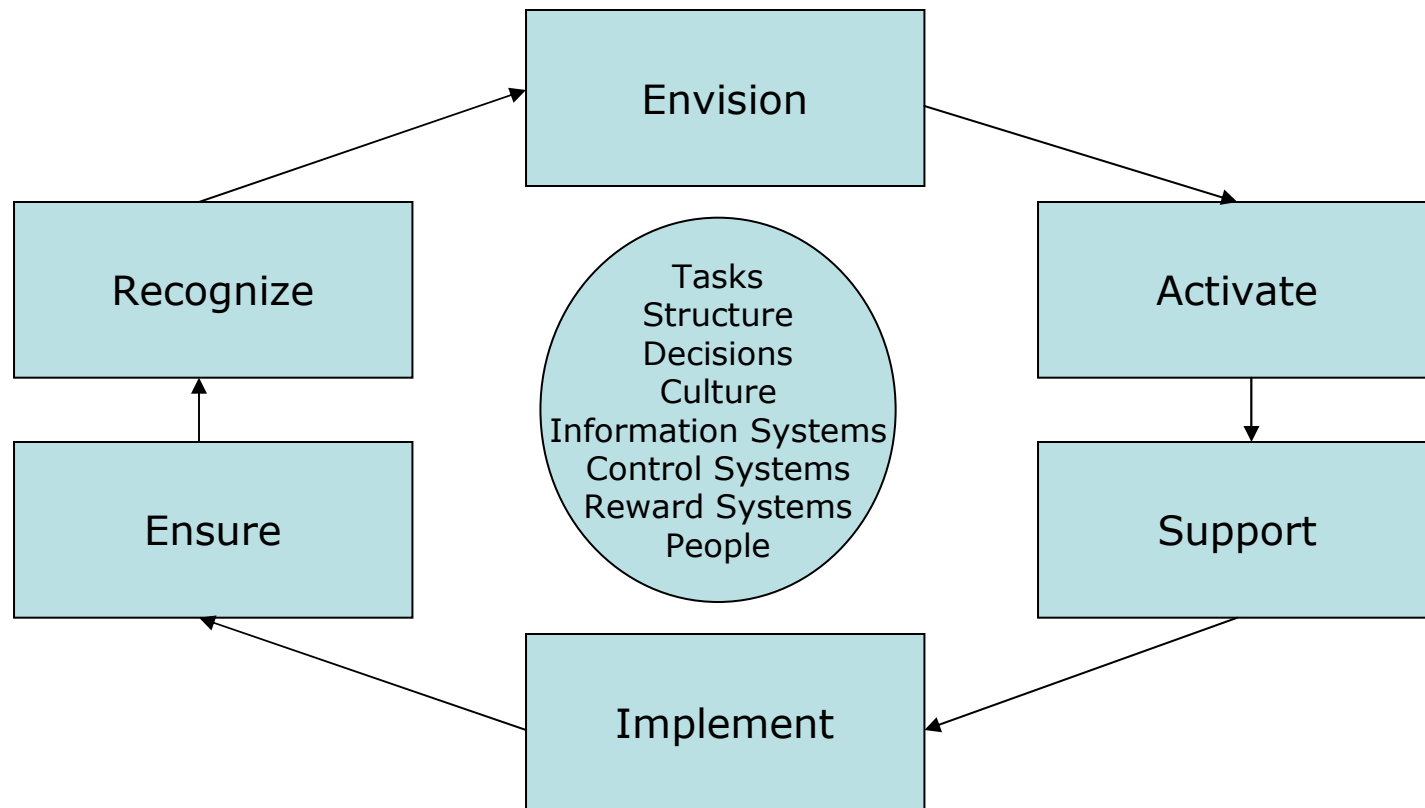 Envision
Recognize
Activate
Tasks
Structure
Decisions
Culture
Information Systems
Control Systems
Reward Systems
People
Ensure
Support
Implement